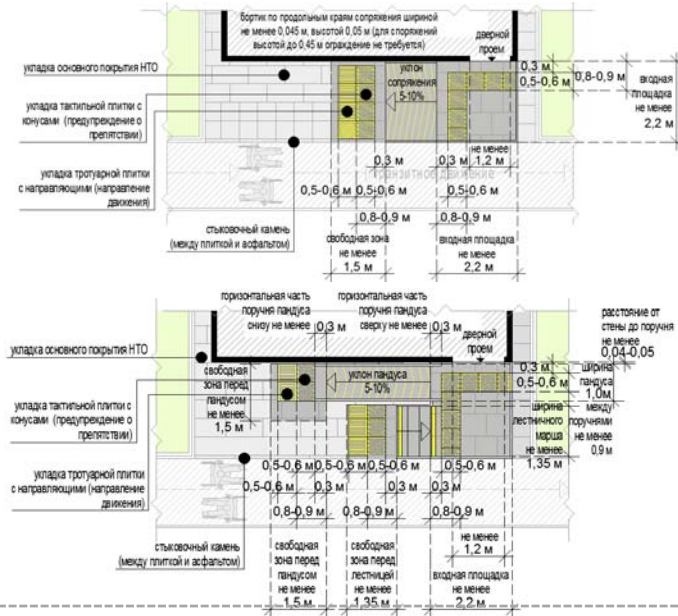 бортик по продольным краям сопряжения шириной
не менее 0,045 м, высотой 0,05 м (для спряжений
высотой до 0,45 м ограждение не требуется)
дверной
проем
укладка основного покрытия НТО
уклон
сопряжения
5-10%
0,3 м
0,5-0,6 м
0,8-0,9 м
входная
площадка
не менее
2,2 м
укладка тактильной плитки с
конусами (предупреждение о
препятствии)
укладка тротуарной плитки
с направляющими (направление
движения)
не менее
0,3 м
0,3 м
1,2 м
транзитное движение
0,5-0,6 м
0,5-0,6 м
0,5-0,6 м
0,8-0,9 м
0,8-0,9 м
стыковочный камень
(между плиткой и асфальтом)
свободная зона
не менее
1,5 м
входная площадка
не менее
2,2 м
горизонтальная часть
поручня пандуса
снизу не менее
0,3 м
горизонтальная часть
поручня пандуса
сверху не менее
0,3 м
дверной
проем
расстояние от
стены до поручня
не менее
0,04-0,05
укладка основного покрытия НТО
свободная
зона перед
пандусом
не менее
1,5 м
уклон пандуса
5-10%
0,3 м
0,5-0,6 м
ширина
пандуса
1,0м
между
поручнями
не менее
0,9 м
ширина
лестничного
марша
не менее
1,35 м
укладка тактильной плитки с
конусами (предупреждение о
препятствии)
укладка тротуарной плитки
с направляющими (направление
движения)
0,5-0,6 м
0,5-0,6 м
0,5-0,6 м
0,5-0,6 м
0,5-0,6 м
0,3 м
0,3 м
0,3 м
0,8-0,9 м
0,8-0,9 м
0,8-0,9 м
не менее
1,2 м
стыковочный камень
(между плиткой и асфальтом)
свободная
зона перед
пандусом
не менее
1,5 м
свободная
зона перед
лестницей
не менее
1,35 м
входная площадка
не менее
2,2 м